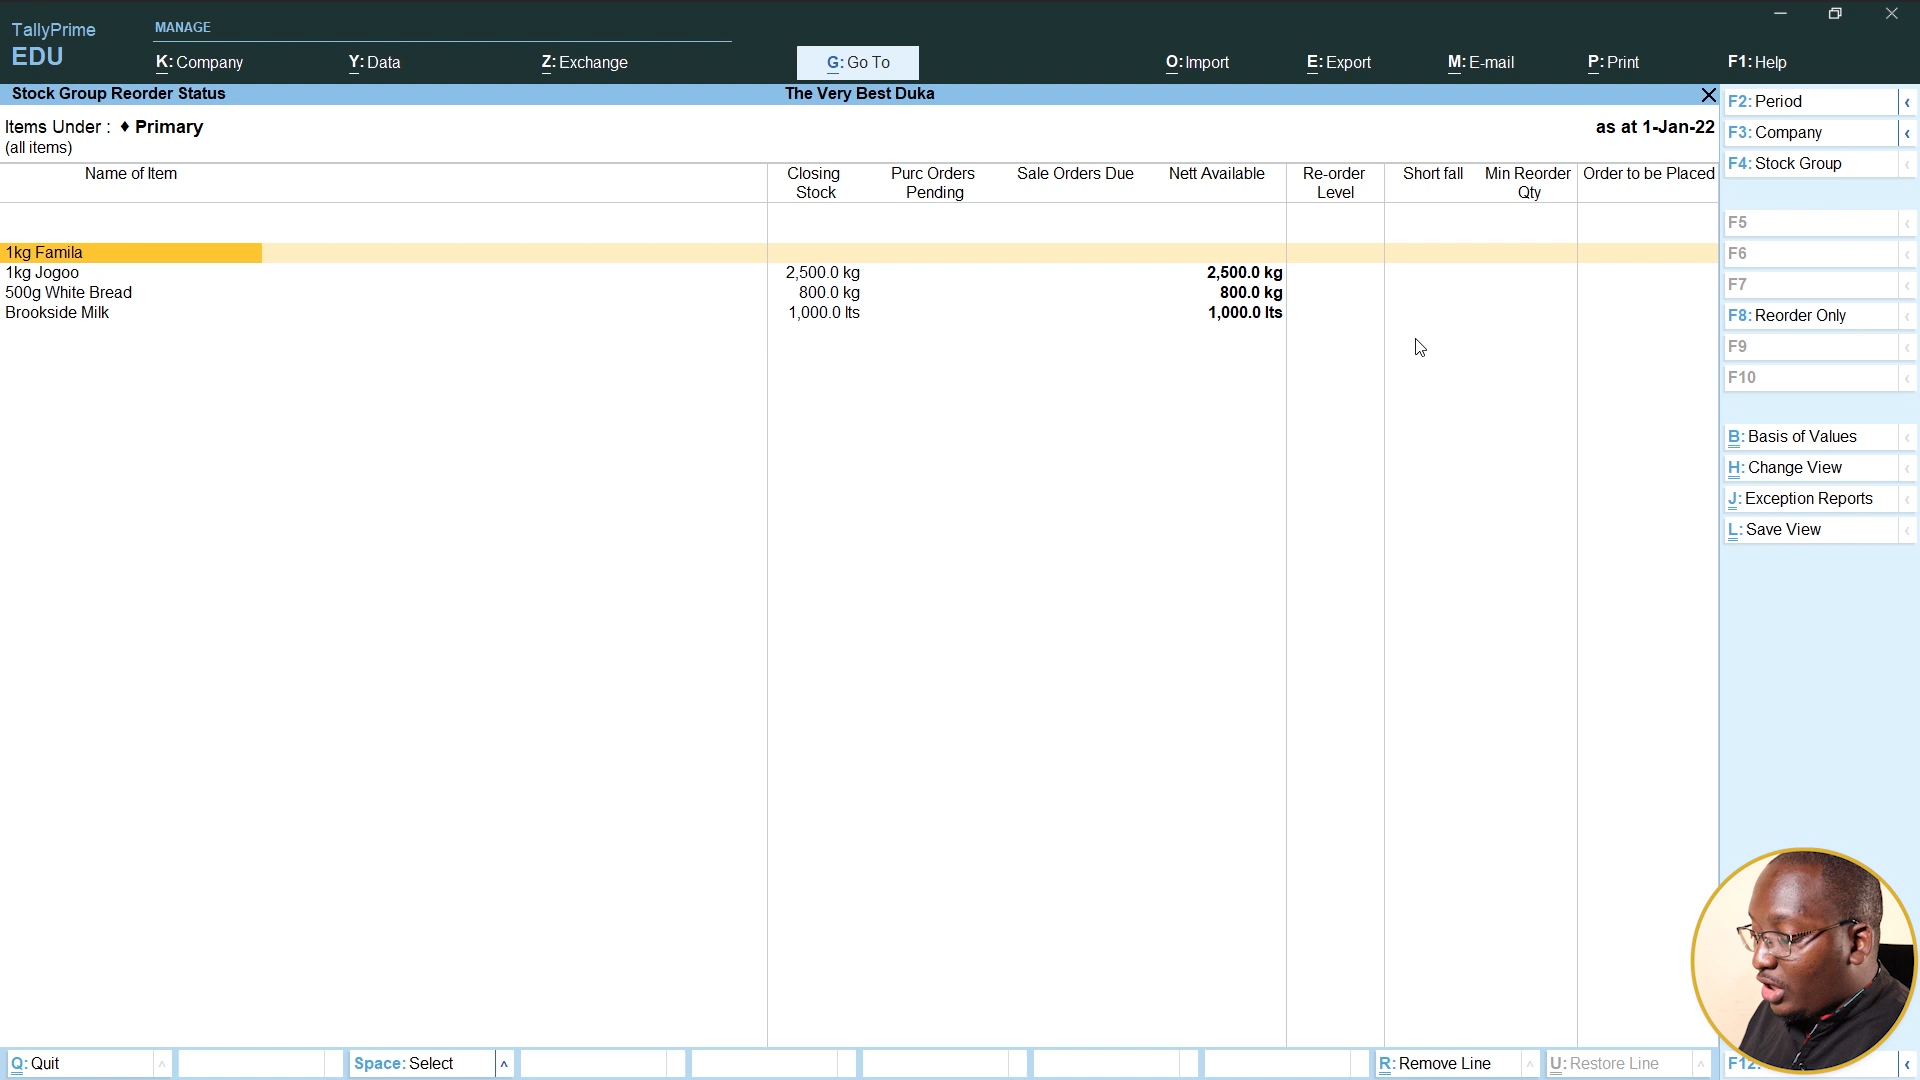 TallyPrime
EDU
MANAGE
K: Company
Y: Data
Z: Exchange
G: Go To
O: Import
E: Export
M: E-mail
P: Print
F1: Help
Stock Group Reorder Status
The Very Best Duka
Items Under : ♦ Primary
(all items)
as at 1-Jan-22
Name of Item
Closing Stock
Purc Orders Pending
Sale Orders Due
Nett Available
Re-order Level
Short fall
Min Reorder Qty
Order to be Placed
1kg Famila
1kg Jogoo 2,500.0 kg 2,500.0 kg
500g White Bread 800.0 kg 800.0 kg
Brookside Milk 1,000.0 lts 1,000.0 lts
F2: Period
F3: Company
F4: Stock Group
F5
F6
F7
F8: Reorder Only
F9
F10
B: Basis of Values
H: Change View
J: Exception Reports
L: Save View
Q: Quit
Space: Select
R: Remove Line
U: Restore Line
F12: